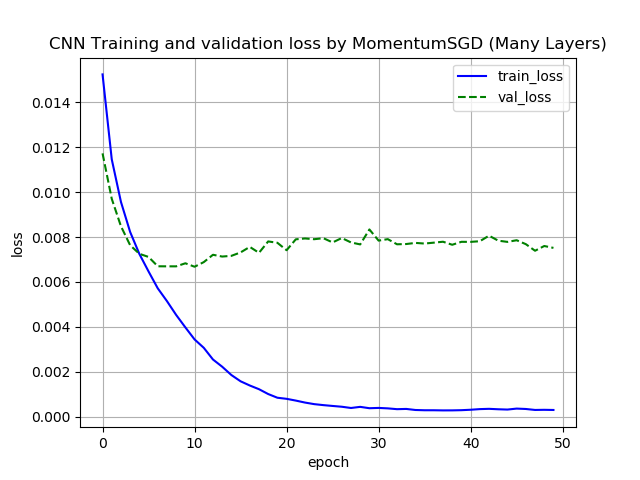 CNN Training and validation loss by MomentumSGD (Many Layers)
train_loss
val_loss
0.014
0.012
0.010
0.008
0.006
0.004
0.002
0.000
loss
0 10 20 30 40 50
epoch